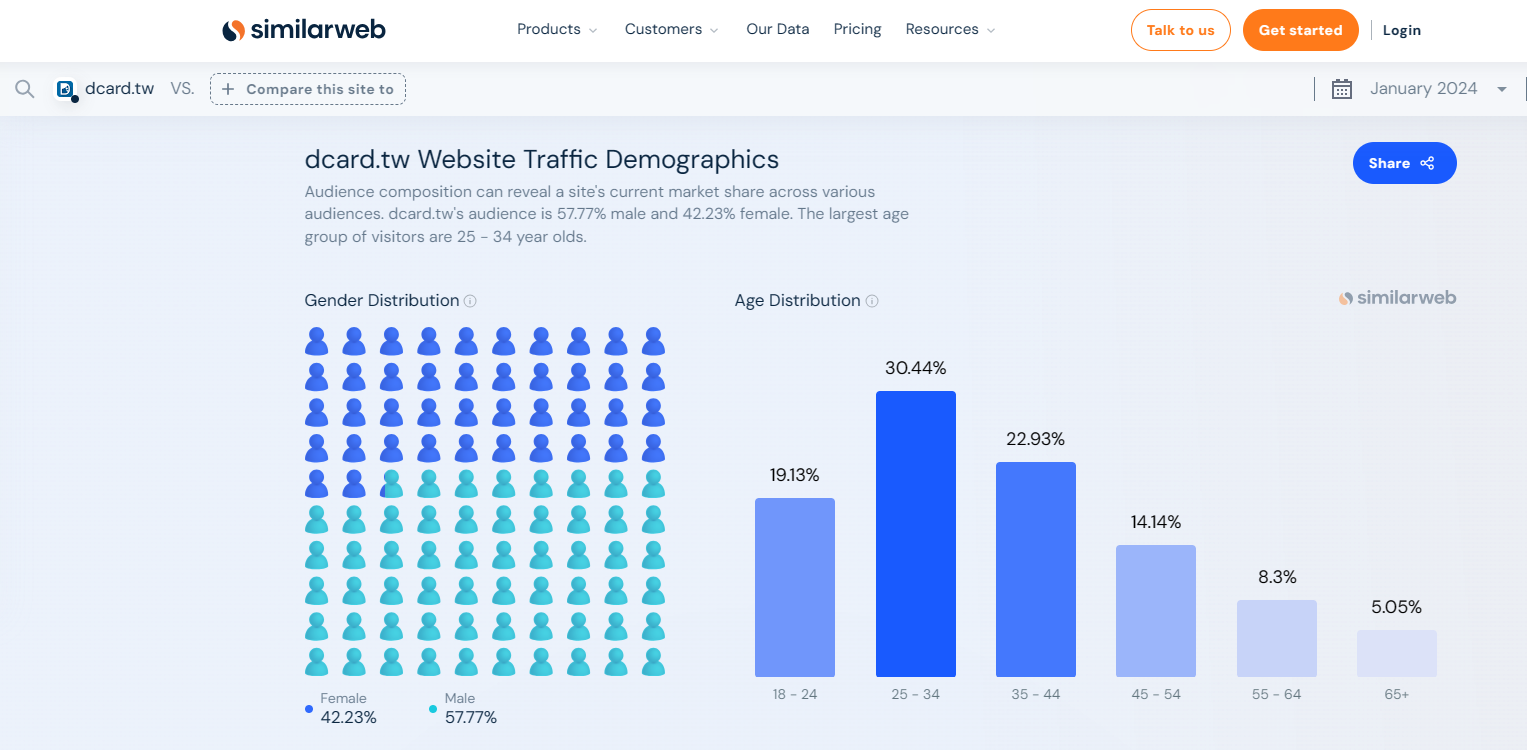 similarweb
Products
Customers
Our Data
Pricing
Resources
Talk to us
Get started
Login
dcard.tw
VS.
Compare this site to
January 2024
dcard.tw Website Traffic Demographics
Share
Audience composition can reveal a site's current market share across various
audiences. dcard.tw's audience is 57.77% male and 42.23% female. The largest age
group of visitors are 25 - 34 year olds.
Gender Distribution
Female
42.23%
Male
57.77%
Age Distribution
similarweb
19.13%
30.44%
22.93%
14.14%
8.3%
5.05%
18 - 24
25 - 34
35 - 44
45 - 54
55 - 64
65+